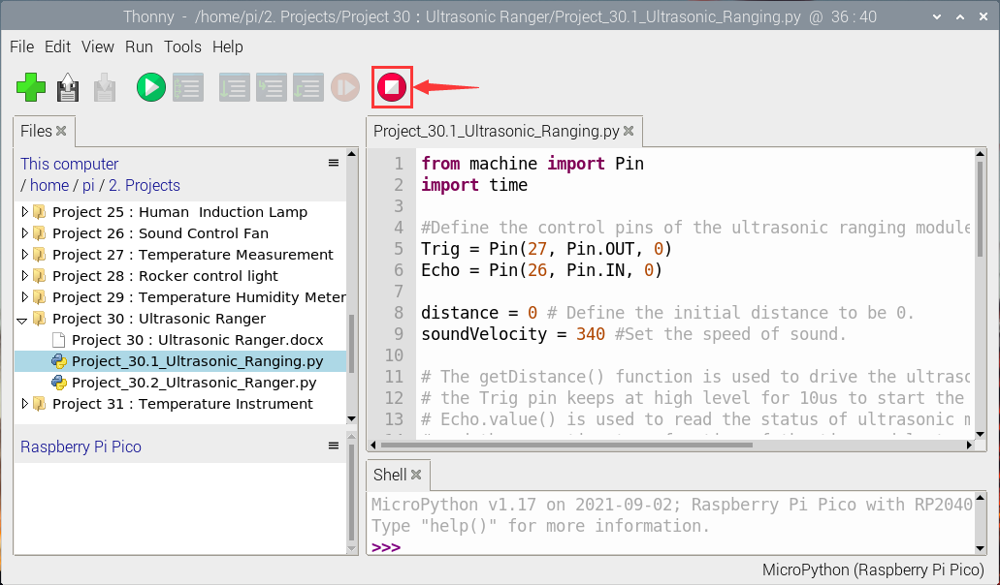 Thonny - /home/pi/2. Projects/Project 30 : Ultrasonic Ranger/Project_30.1_Ultrasonic_Ranging.py @ 36 : 40
File Edit View Run Tools Help
Files
This computer
/ home / pi / 2. Projects
Project 25 : Human Induction Lamp
Project 26 : Sound Control Fan
Project 27 : Temperature Measurement
Project 28 : Rocker control light
Project 29 : Temperature Humidity Meter
Project 30 : Ultrasonic Ranger
Project 30 : Ultrasonic Ranger.docx
Project_30.1_Ultrasonic_Ranging.py
Project_30.2_Ultrasonic_Ranger.py
Project 31 : Temperature Instrument
Raspberry Pi Pico
Project_30.1_Ultrasonic_Ranging.py
1 from machine import Pin
2 import time
3
4 #Define the control pins of the ultrasonic ranging module
5 Trig = Pin(27, Pin.OUT, 0)
6 Echo = Pin(26, Pin.IN, 0)
7
8 distance = 0 # Define the initial distance to be 0.
9 soundVelocity = 340 #Set the speed of sound.
10
11 # The getDistance() function is used to drive the ultraso
12 # the Trig pin keeps at high level for 10us to start the
13 # Echo.value() is used to read the status of ultrasonic m
Shell
MicroPython v1.17 on 2021-09-02; Raspberry Pi Pico with RP2040
Type "help()" for more information.
>>>
MicroPython (Raspberry Pi Pico)